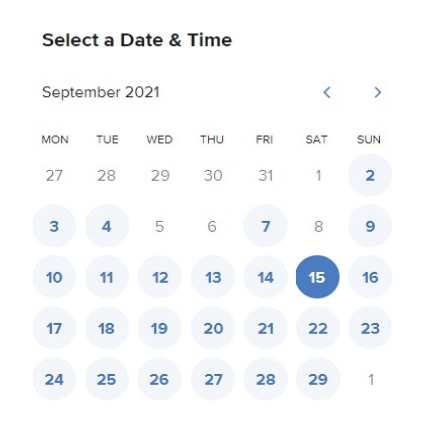 Select a Date & Time
September 2021
MON TUE WED THU FRI SAT SUN
27 28 29 30 31 1 2
3 4 5 6 7 8 9
10 11 12 13 14 15 16
17 18 19 20 21 22 23
24 25 26 27 28 29 1